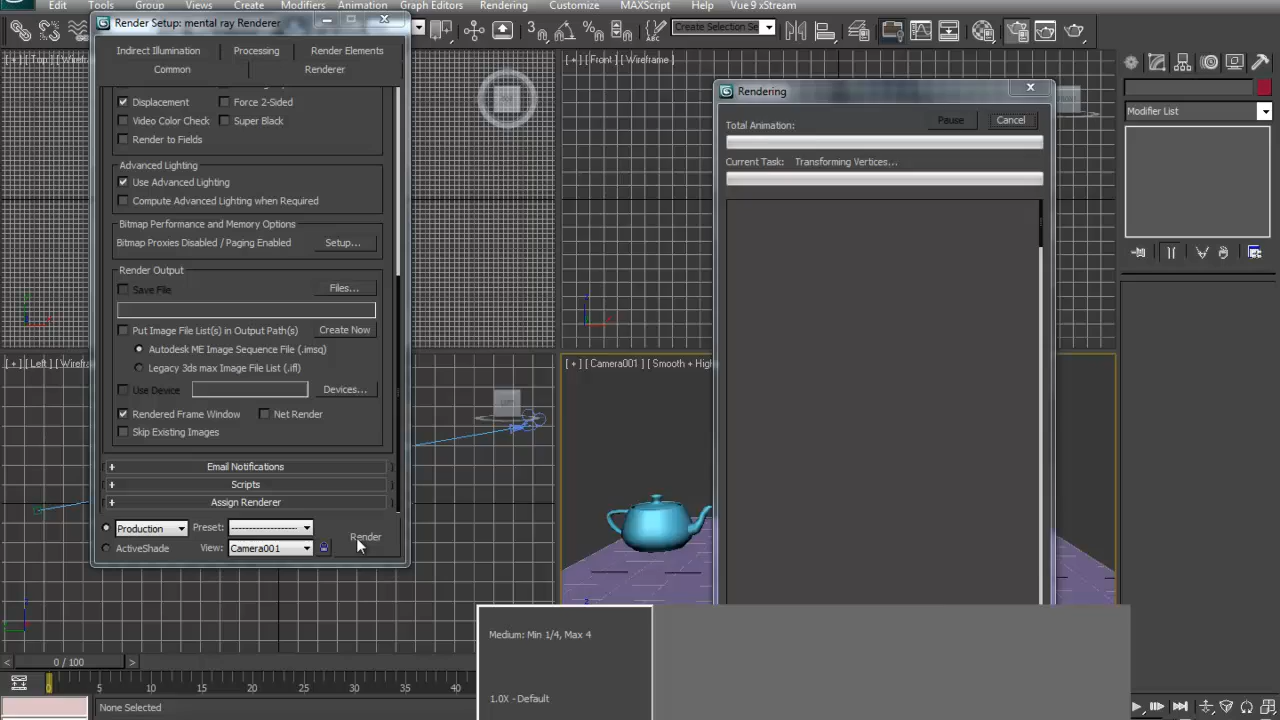 Edit Tools Group Views Create Modifiers Animation Graph Editors Rendering Customize MAXScript Help Vue 9 xStream
Render Setup: mental ray Renderer
Create Selection Se
Indirect Illumination Processing Render Elements
Common Renderer
[ + ] [ Top ] [ Wirefr
[ + ] [ Front ] [ Wireframe ]
Displacement Force 2-Sided
Video Color Check Super Black
Render to Fields
Advanced Lighting
Use Advanced Lighting
Compute Advanced Lighting when Required
Bitmap Performance and Memory Options
Bitmap Proxies Disabled / Paging Enabled Setup...
Render Output
Save File Files...
Put Image File List(s) in Output Path(s) Create Now
Autodesk ME Image Sequence File (.imsq)
Legacy 3ds max Image File List (.ifl)
Use Device Devices...
Rendered Frame Window Net Render
Skip Existing Images
+ Email Notifications
+ Scripts
+ Assign Renderer
Production Preset: --------------------
ActiveShade View: Camera001
Render
Rendering
Total Animation: Pause Cancel
Current Task: Transforming Vertices...
Modifier List
[ + ] [ Left ] [ Wirefra
[ + ] [ Camera001 ] [ Smooth + High
Medium: Min 1/4, Max 4
1.0X - Default
< 0 / 100 >
0 5 10 15 20 25 30 35 40
None Selected